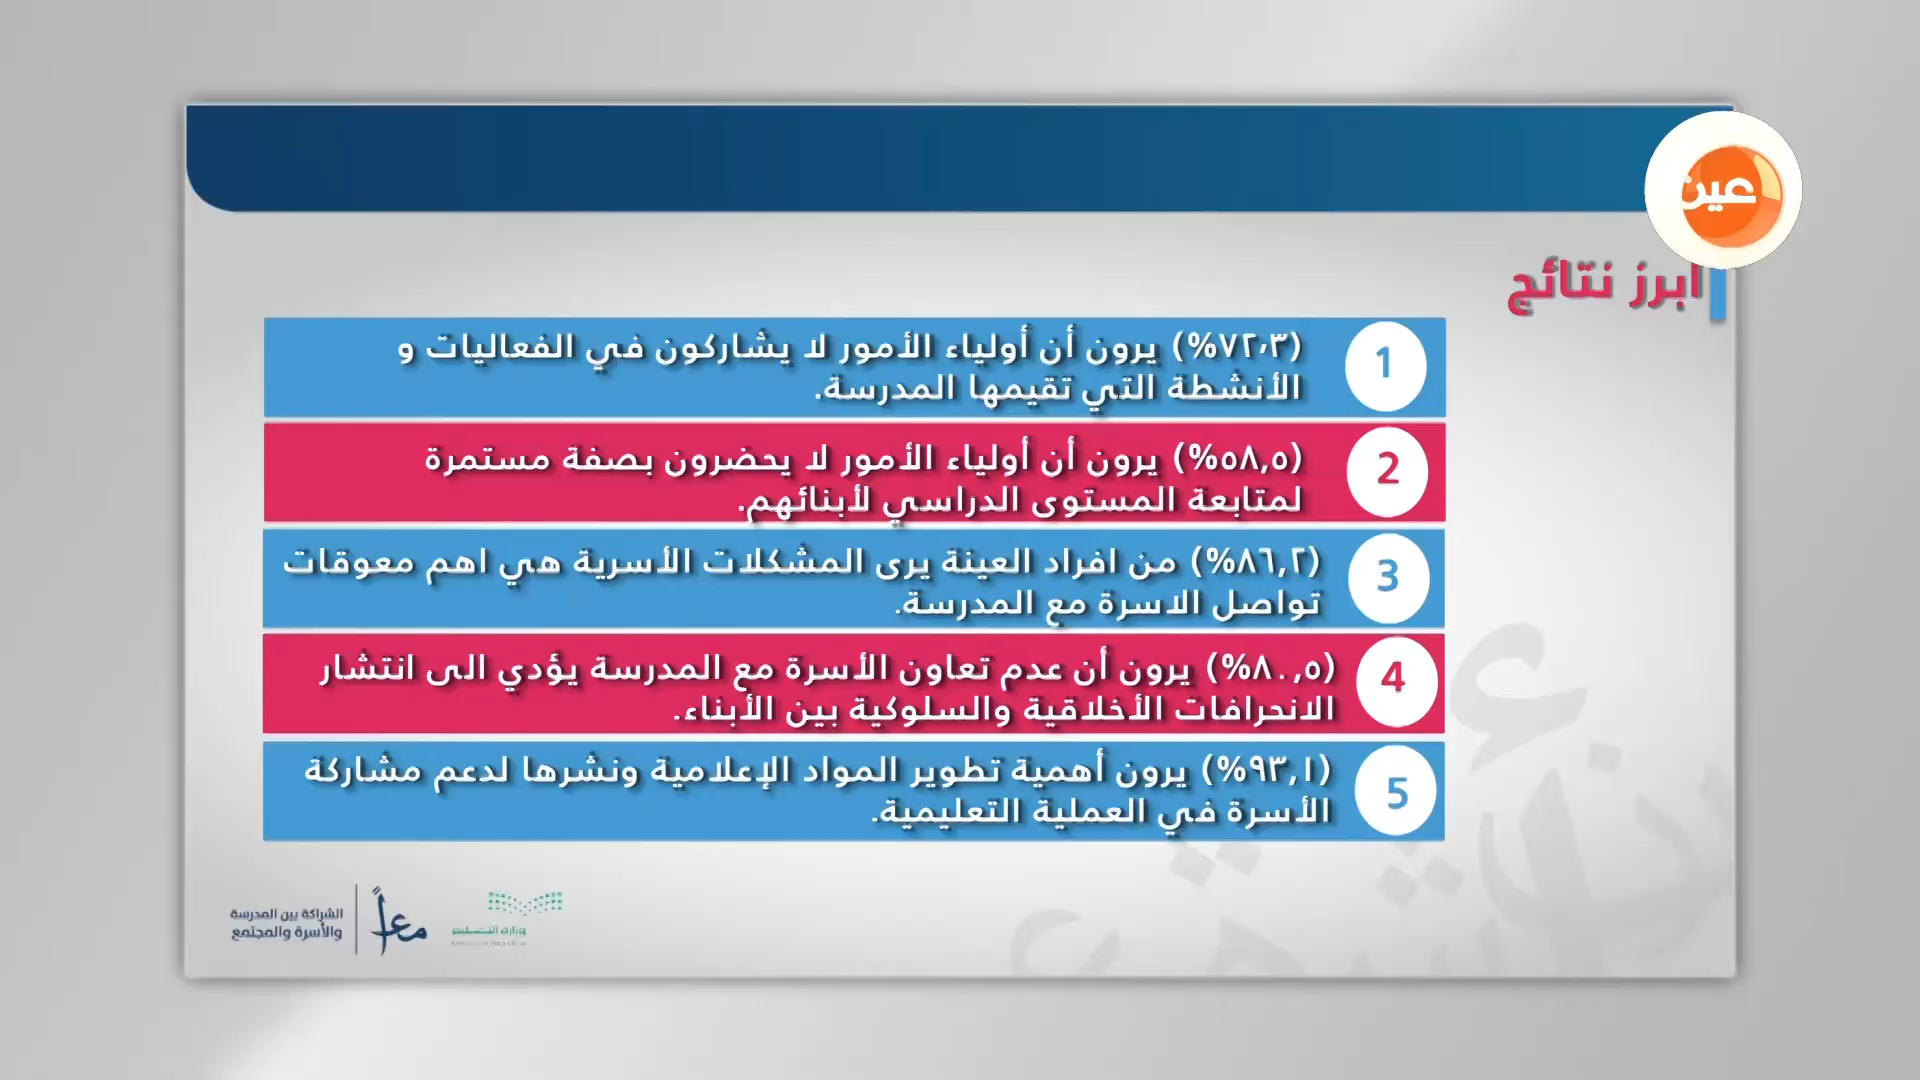 عين
ابرز نتائج
1
(٧٢،٣%) يرون أن أولياء الأمور لا يشاركون في الفعاليات و
الأنشطة التي تقيمها المدرسة.
2
(٥٨,٥%) يرون أن أولياء الأمور لا يحضرون بصفة مستمرة
لمتابعة المستوى الدراسي لأبنائهم.
3
(٨٦,٢%) من افراد العينة يرى المشكلات الأسرية هي اهم معوقات
تواصل الاسرة مع المدرسة.
4
(٨٠,٥%) يرون أن عدم تعاون الأسرة مع المدرسة يؤدي الى انتشار
الانحرافات الأخلاقية والسلوكية بين الأبناء.
5
(٩٣,١%) يرون أهمية تطوير المواد الإعلامية ونشرها لدعم مشاركة
الأسرة في العملية التعليمية.
وزارة التعليم
معاً
الشراكة بين المدرسة
والأسرة والمجتمع